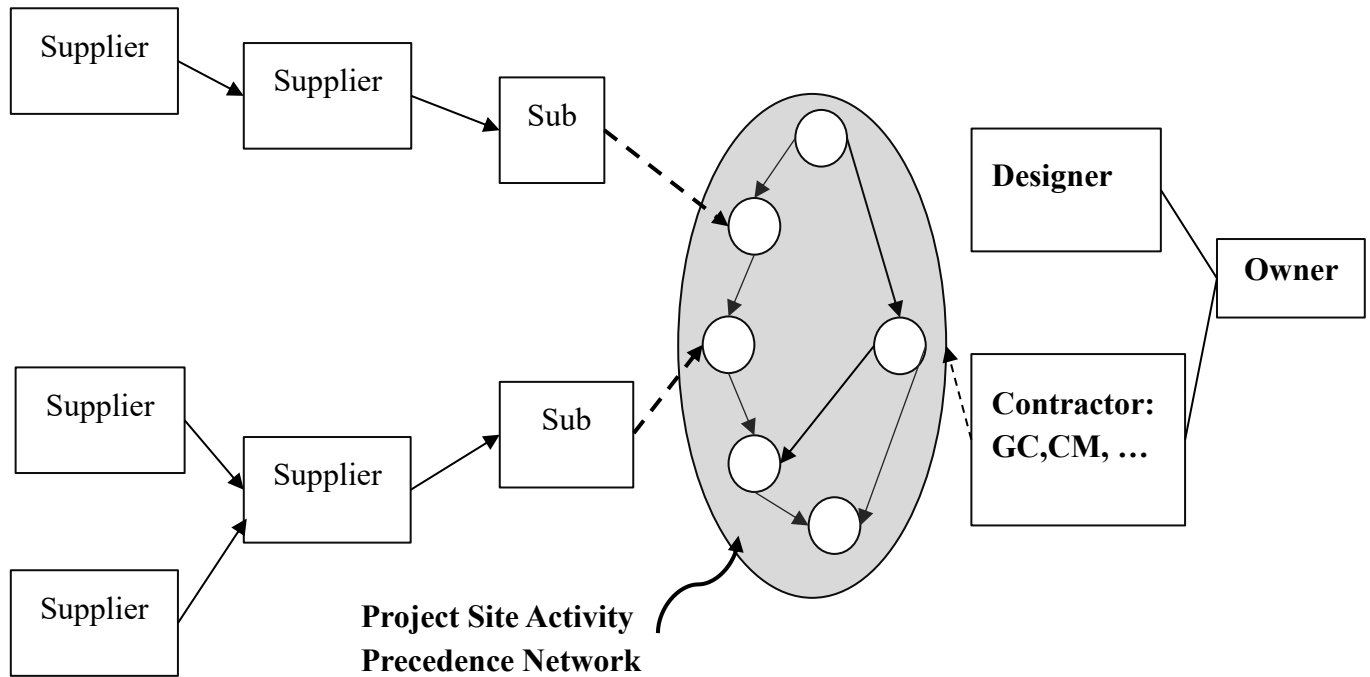 Supplier
Supplier
Sub
Designer
Owner
Supplier
Supplier
Sub
Contractor:
GC,CM, …
Supplier
Project Site Activity
Precedence Network